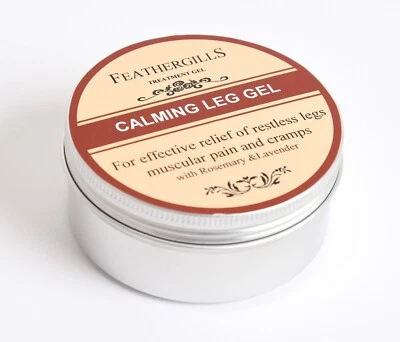 FEATHERGILLS
TREATMENT GEL
CALMING LEG GEL
For effective relief of restless legs
muscular pain and cramps
with Rosemary &Lavender